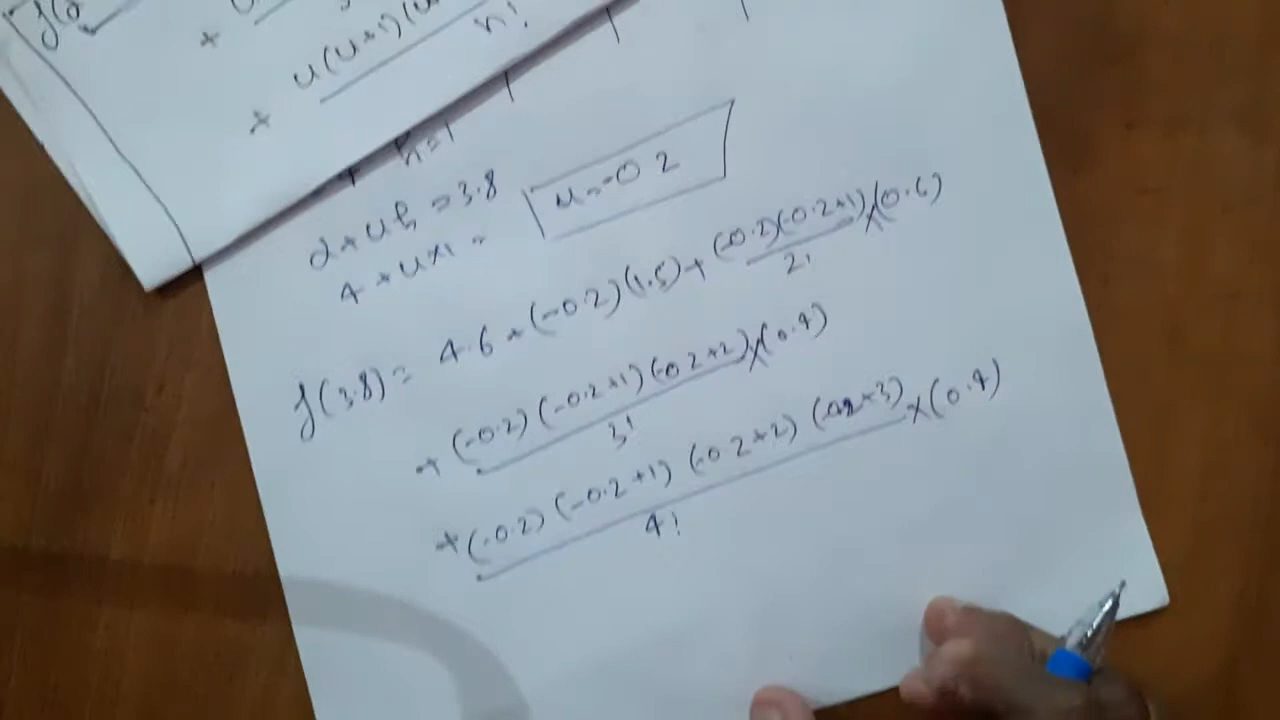 f(a
+ u(u+1)(u
n!
h=1
α+uh = 3.8
4+u×1 =
u=-0.2
f(3.8) = 4.6 + (-0.2)(1.5) + (-0.2)(-0.2+1)×(0.6)
2!
+ (-0.2)(-0.2+1)(-0.2+2)×(0.4)
3!
+ (-0.2)(-0.2+1)(-0.2+2)(-0.2+3)×(0.4)
4!